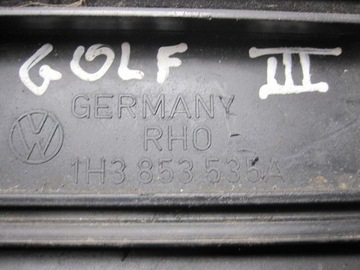 GOLF III
GERMANY
RHO
1H3 853 535A